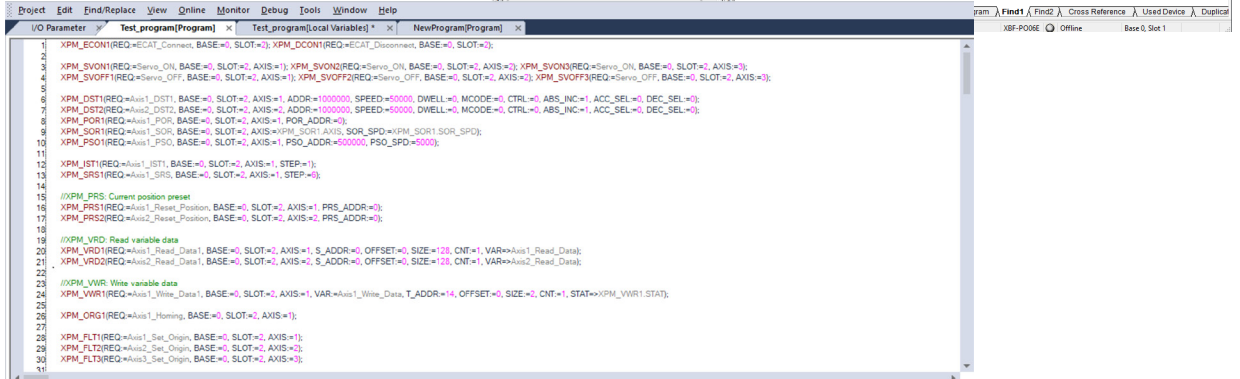 Project Edit Find/Replace View Online Monitor Debug Tools Window Help
gram Find1 Find2 Cross Reference Used Device Duplicat
XBF-PO06E Offline Base 0, Slot 1
I/O Parameter × Test_program[Program] × Test_program[Local Variables] * × NewProgram[Program] ×
1 XPM_ECON1(REQ:=ECAT_Connect, BASE:=0, SLOT:=2); XPM_DCON1(REQ:=ECAT_Disconnect, BASE:=0, SLOT:=2);
2
3 XPM_SVON1(REQ:=Servo_ON, BASE:=0, SLOT:=2, AXIS:=1); XPM_SVON2(REQ:=Servo_ON, BASE:=0, SLOT:=2, AXIS:=2); XPM_SVON3(REQ:=Servo_ON, BASE:=0, SLOT:=2, AXIS:=3);
4 XPM_SVOFF1(REQ:=Servo_OFF, BASE:=0, SLOT:=2, AXIS:=1); XPM_SVOFF2(REQ:=Servo_OFF, BASE:=0, SLOT:=2, AXIS:=2); XPM_SVOFF3(REQ:=Servo_OFF, BASE:=0, SLOT:=2, AXIS:=3);
5
6 XPM_DST1(REQ:=Axis1_DST1, BASE:=0, SLOT:=2, AXIS:=1, ADDR:=1000000, SPEED:=50000, DWELL:=0, MCODE:=0, CTRL:=0, ABS_INC:=1, ACC_SEL:=0, DEC_SEL:=0);
7 XPM_DST2(REQ:=Axis2_DST2, BASE:=0, SLOT:=2, AXIS:=2, ADDR:=1000000, SPEED:=50000, DWELL:=0, MCODE:=0, CTRL:=0, ABS_INC:=1, ACC_SEL:=0, DEC_SEL:=0);
8 XPM_POR1(REQ:=Axis1_POR, BASE:=0, SLOT:=2, AXIS:=1, POR_ADDR:=0);
9 XPM_SOR1(REQ:=Axis1_SOR, BASE:=0, SLOT:=2, AXIS:=XPM_SOR1.AXIS, SOR_SPD:=XPM_SOR1.SOR_SPD);
10 XPM_PSO1(REQ:=Axis1_PSO, BASE:=0, SLOT:=2, AXIS:=1, PSO_ADDR:=500000, PSO_SPD:=5000);
11
12 XPM_IST1(REQ:=Axis1_IST1, BASE:=0, SLOT:=2, AXIS:=1, STEP:=1);
13 XPM_SRS1(REQ:=Axis1_SRS, BASE:=0, SLOT:=2, AXIS:=1, STEP:=6);
14
15 //XPM_PRS: Current position preset
16 XPM_PRS1(REQ:=Axis1_Reset_Position, BASE:=0, SLOT:=2, AXIS:=1, PRS_ADDR:=0);
17 XPM_PRS2(REQ:=Axis2_Reset_Position, BASE:=0, SLOT:=2, AXIS:=2, PRS_ADDR:=0);
18
19 //XPM_VRD: Read variable data
20 XPM_VRD1(REQ:=Axis1_Read_Data1, BASE:=0, SLOT:=2, AXIS:=1, S_ADDR:=0, OFFSET:=0, SIZE:=128, CNT:=1, VAR=>Axis1_Read_Data);
21 XPM_VRD2(REQ:=Axis2_Read_Data1, BASE:=0, SLOT:=2, AXIS:=2, S_ADDR:=0, OFFSET:=0, SIZE:=128, CNT:=1, VAR=>Axis2_Read_Data);
22
23 //XPM_VWR: Write variable data
24 XPM_VWR1(REQ:=Axis1_Write_Data1, BASE:=0, SLOT:=2, AXIS:=1, VAR:=Axis1_Write_Data, T_ADDR:=14, OFFSET:=0, SIZE:=2, CNT:=1, STAT=>XPM_VWR1.STAT);
25
26 XPM_ORG1(REQ:=Axis1_Homing, BASE:=0, SLOT:=2, AXIS:=1);
27
28 XPM_FLT1(REQ:=Axis1_Set_Origin, BASE:=0, SLOT:=2, AXIS:=1);
29 XPM_FLT2(REQ:=Axis2_Set_Origin, BASE:=0, SLOT:=2, AXIS:=2);
30 XPM_FLT3(REQ:=Axis3_Set_Origin, BASE:=0, SLOT:=2, AXIS:=3);
31